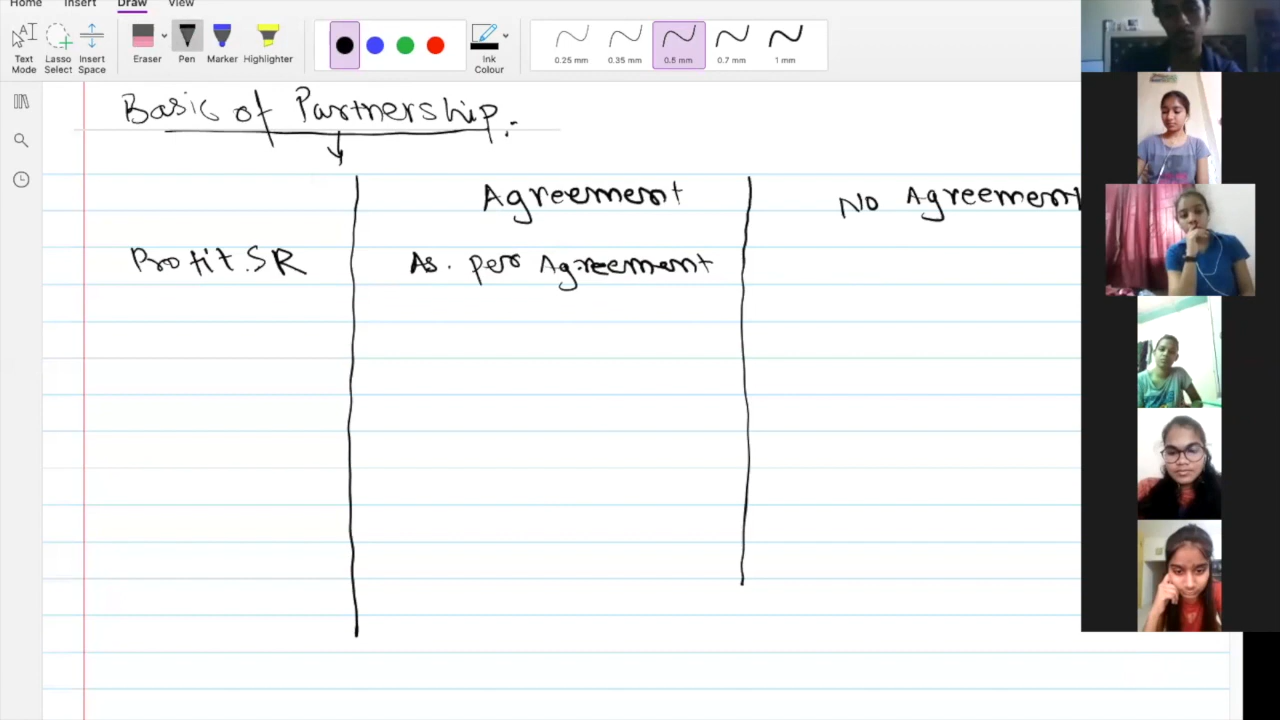 Home Insert Draw View
Text Mode
Lasso Select
Insert Space
Eraser
Pen
Marker
Highlighter
Ink Colour
0.25 mm
0.35 mm
0.5 mm
0.7 mm
1 mm
Basic of Partnership :-
Agreement
No Agreement
Profit.SR
As. per Agreement